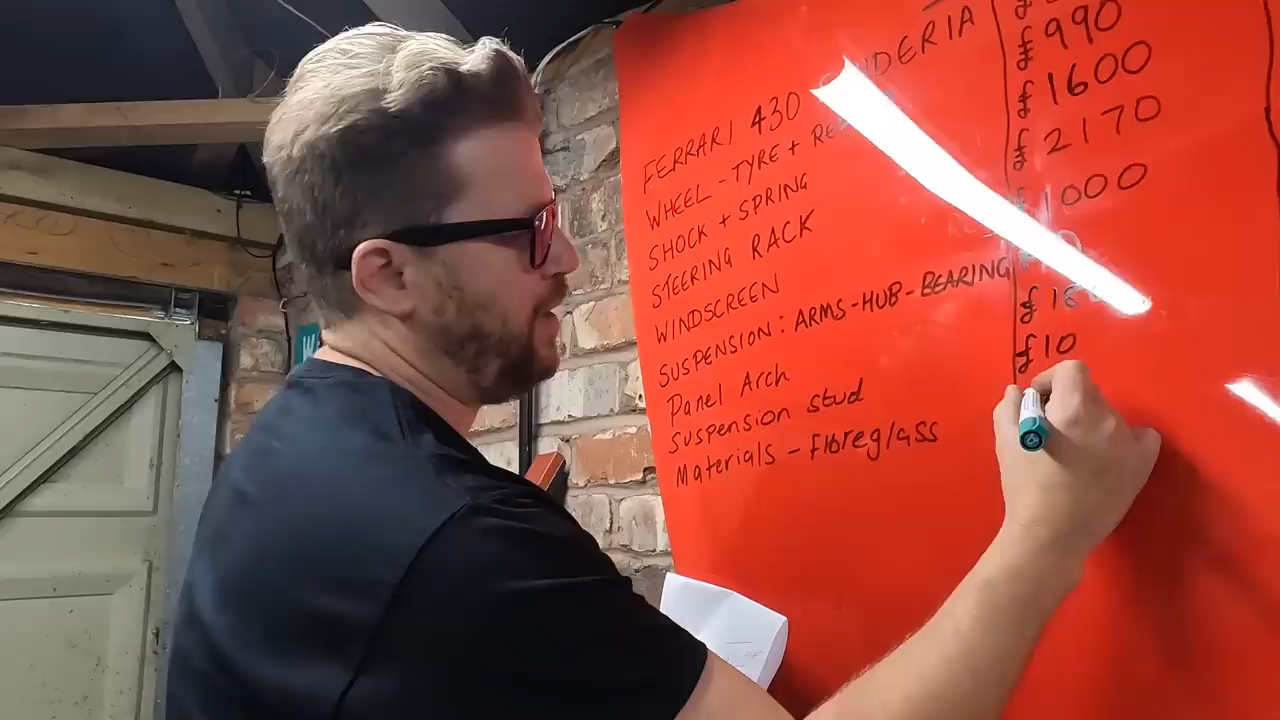 FERRARI 430 SCUDERIA
WHEEL - TYRE + £ 990
SHOCK + SPRING £ 1600
STEERING RACK £ 2170
WINDSCREEN 1000
SUSPENSION: ARMS-HUB-BEARING
Panel Arch £
Suspension stud £ 10
Materials - Fibreglass